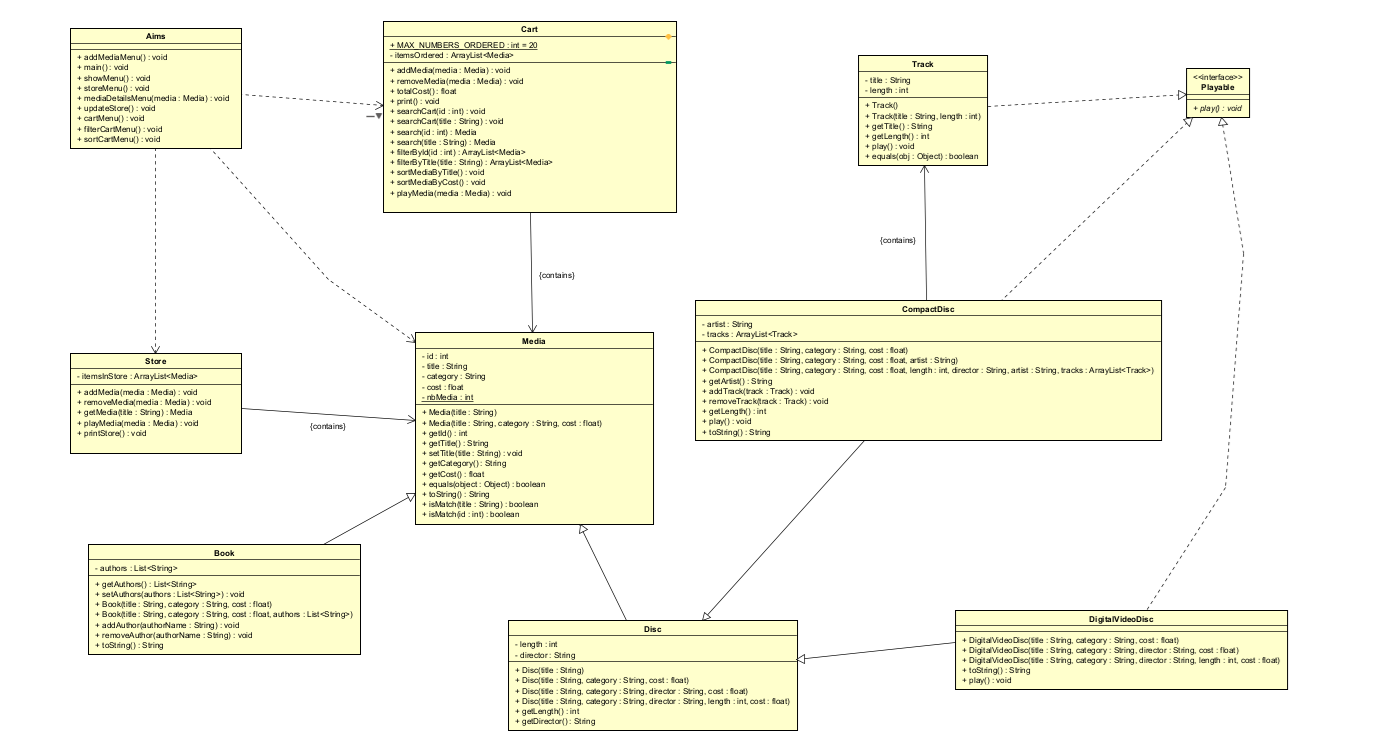 Aims
+ addMediaMenu() : void
+ main() : void
+ showMenu() : void
+ storeMenu() : void
+ mediaDetailsMenu(media : Media) : void
+ updateStore() : void
+ cartMenu() : void
+ filterCartMenu() : void
+ sortCartMenu() : void
Cart
+ MAX_NUMBERS_ORDERED : int = 20
- itemsOrdered : ArrayList<Media>
+ addMedia(media : Media) : void
+ removeMedia(media : Media) : void
+ totalCost() : float
+ print() : void
+ searchCart(id : int) : void
+ searchCart(title : String) : void
+ search(id : int) : Media
+ search(title : String) : Media
+ filterById(id : int) : ArrayList<Media>
+ filterByTitle(title : String) : ArrayList<Media>
+ sortMediaByTitle() : void
+ sortMediaByCost() : void
+ playMedia(media : Media) : void
Track
- title : String
- length : int
+ Track()
+ Track(title : String, length : int)
+ getTitle() : String
+ getLength() : int
+ play() : void
+ equals(obj : Object) : boolean
<<interface>>
Playable
+ play() : void
{contains}
{contains}
CompactDisc
- artist : String
- tracks : ArrayList<Track>
+ CompactDisc(title : String, category : String, cost : float)
+ CompactDisc(title : String, category : String, cost : float, artist : String)
+ CompactDisc(title : String, category : String, cost : float, length : int, director : String, artist : String, tracks : ArrayList<Track>)
+ getArtist() : String
+ addTrack(track : Track) : void
+ removeTrack(track : Track) : void
+ getLength() : int
+ play() : void
+ toString() : String
Media
- id : int
- title : String
- category : String
- cost : float
- nbMedia : int
+ Media(title : String)
+ Media(title : String, category : String, cost : float)
+ getId() : int
+ getTitle() : String
+ setTitle(title : String) : void
+ getCategory() : String
+ getCost() : float
+ equals(object : Object) : boolean
+ toString() : String
+ isMatch(title : String) : boolean
+ isMatch(id : int) : boolean
Store
- itemsInStore : ArrayList<Media>
+ addMedia(media : Media) : void
+ removeMedia(media : Media) : void
+ getMedia(title : String) : Media
+ playMedia(media : Media) : void
+ printStore() : void
{contains}
Book
- authors : List<String>
+ getAuthors() : List<String>
+ setAuthors(authors : List<String>) : void
+ Book(title : String, category : String, cost : float)
+ Book(title : String, category : String, cost : float, authors : List<String>)
+ addAuthor(authorName : String) : void
+ removeAuthor(authorName : String) : void
+ toString() : String
Disc
- length : int
- director : String
+ Disc(title : String)
+ Disc(title : String, category : String, cost : float)
+ Disc(title : String, category : String, director : String, cost : float)
+ Disc(title : String, category : String, director : String, length : int, cost : float)
+ getLength() : int
+ getDirector() : String
DigitalVideoDisc
+ DigitalVideoDisc(title : String, category : String, cost : float)
+ DigitalVideoDisc(title : String, category : String, director : String, cost : float)
+ DigitalVideoDisc(title : String, category : String, director : String, length : int, cost : float)
+ toString() : String
+ play() : void